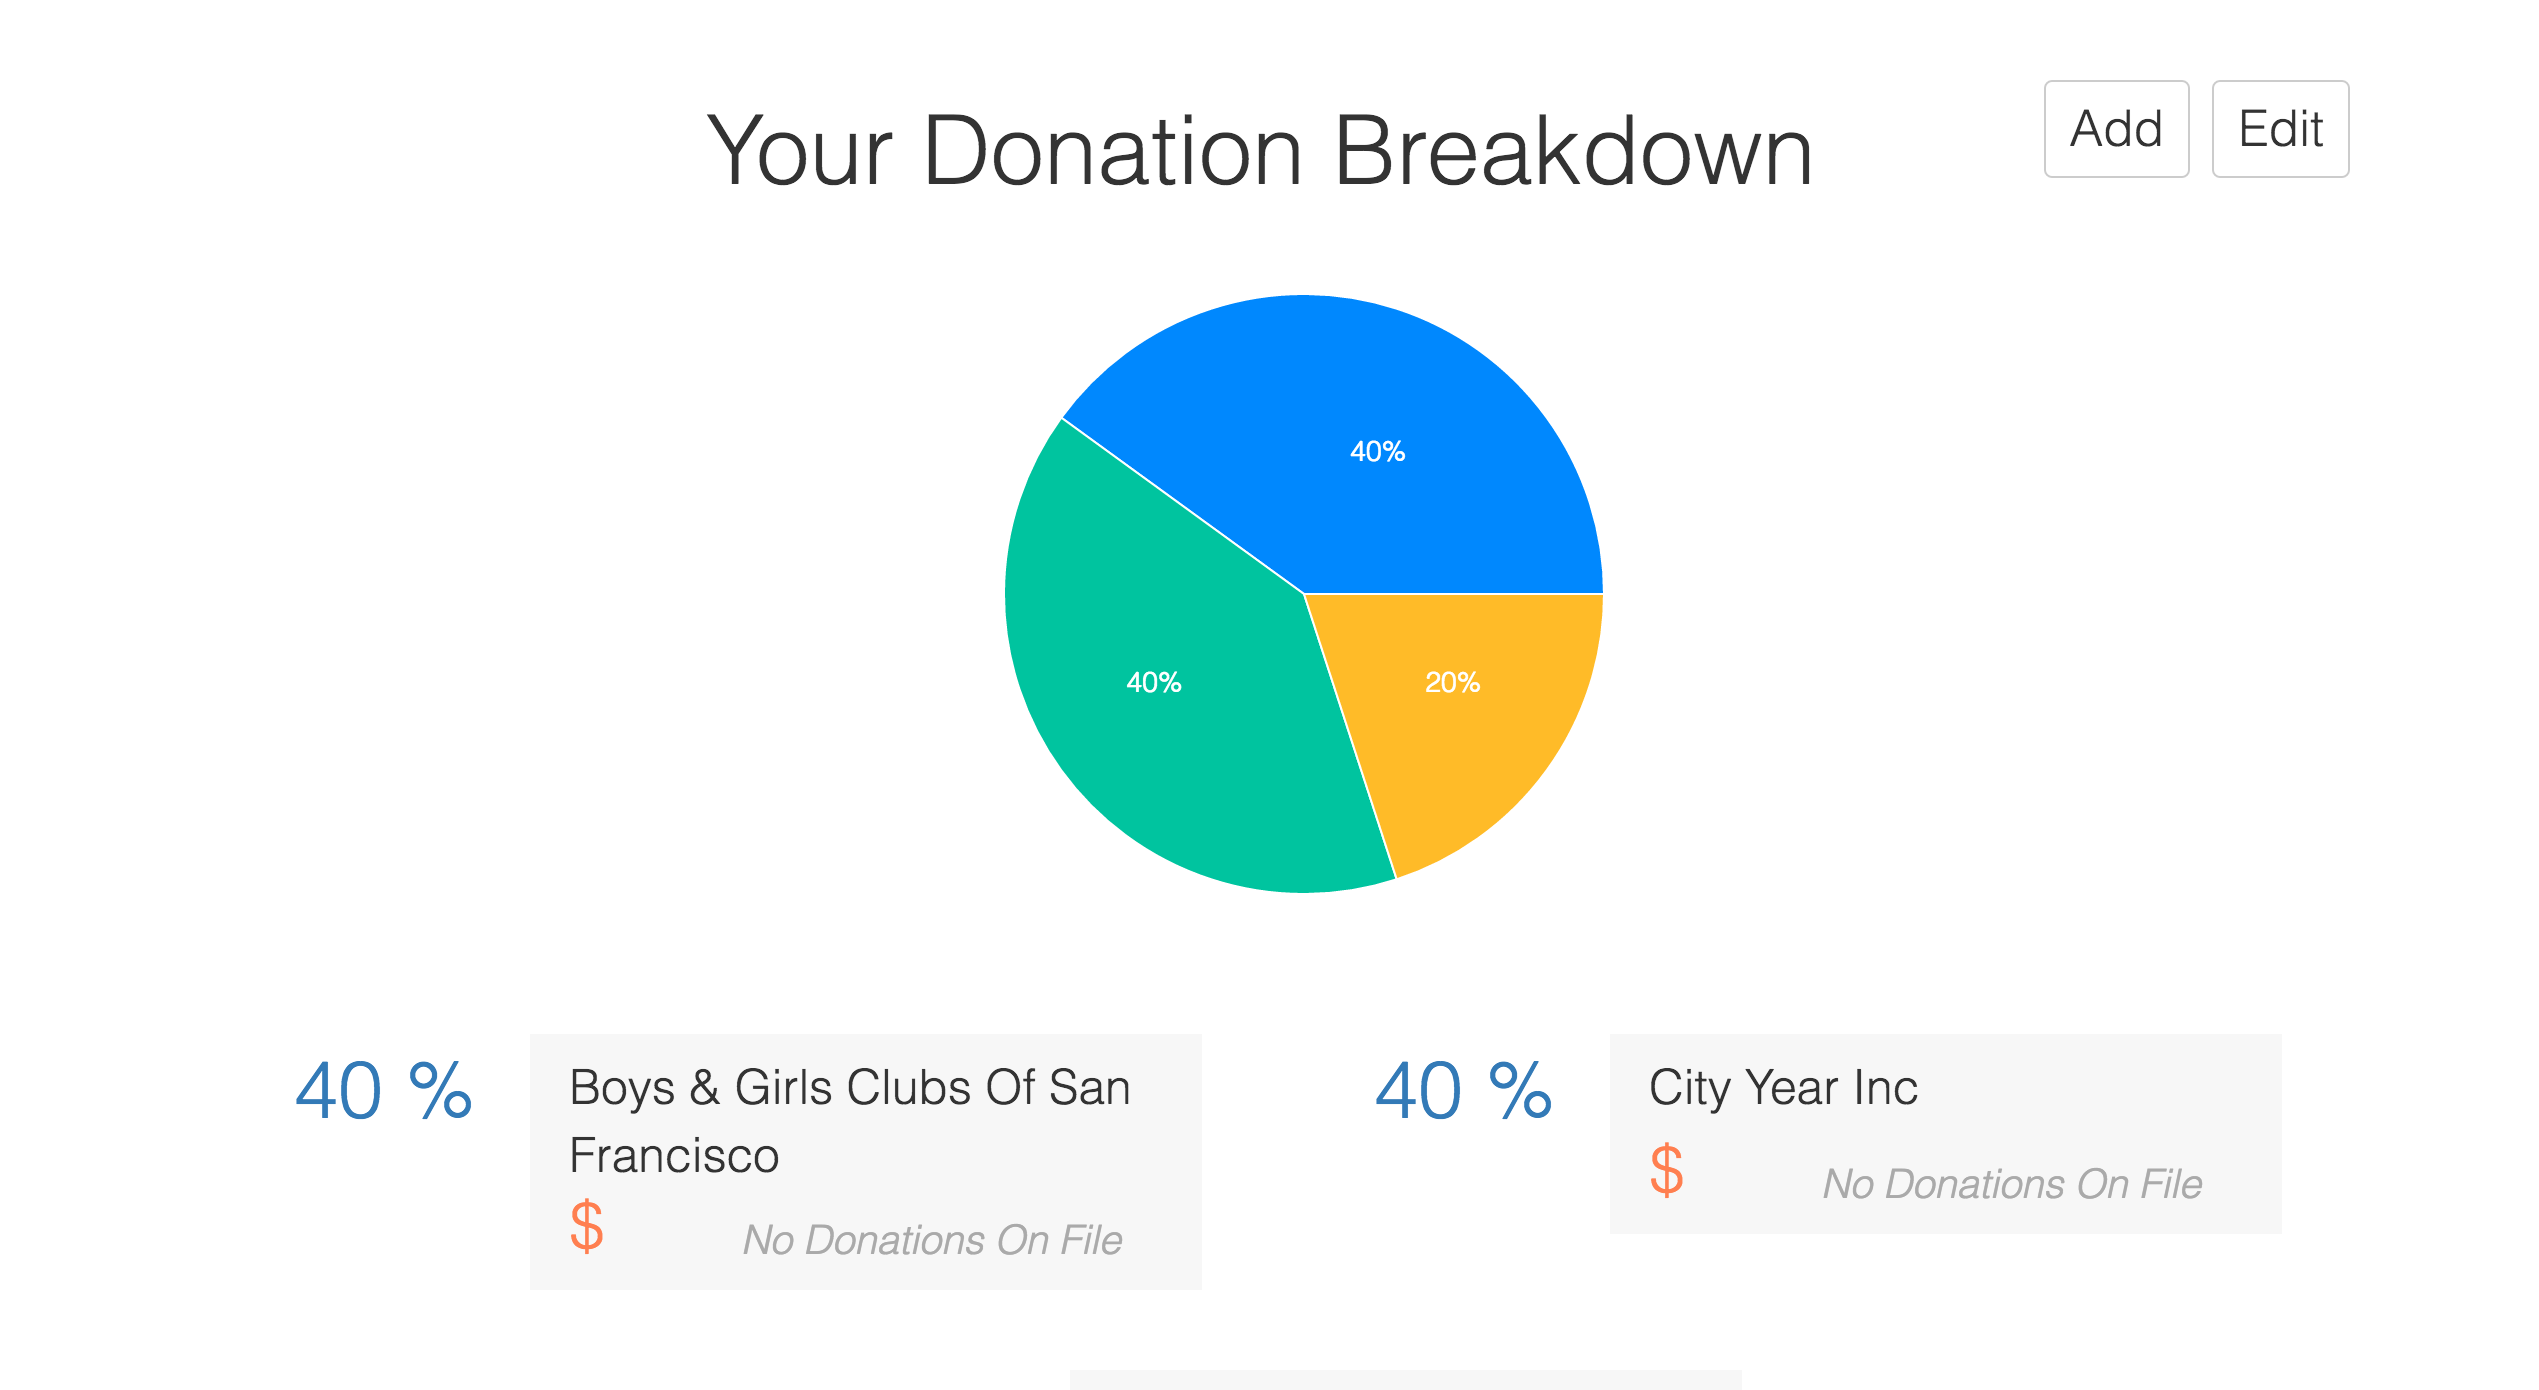 Your Donation Breakdown
Add
Edit
40%
40%
20%
40 %
Boys & Girls Clubs Of San
Francisco
$
No Donations On File
40 %
City Year Inc
$
No Donations On File